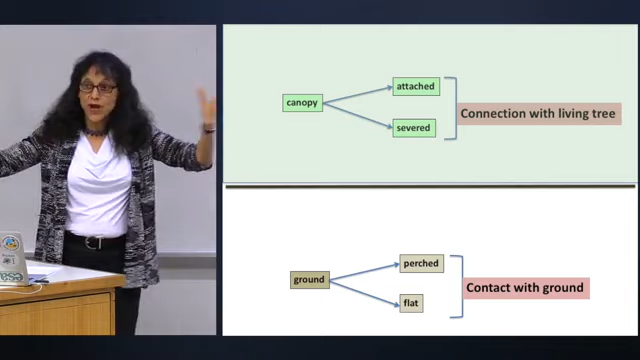 canopy
attached
severed
Connection with living tree
ground
perched
flat
Contact with ground